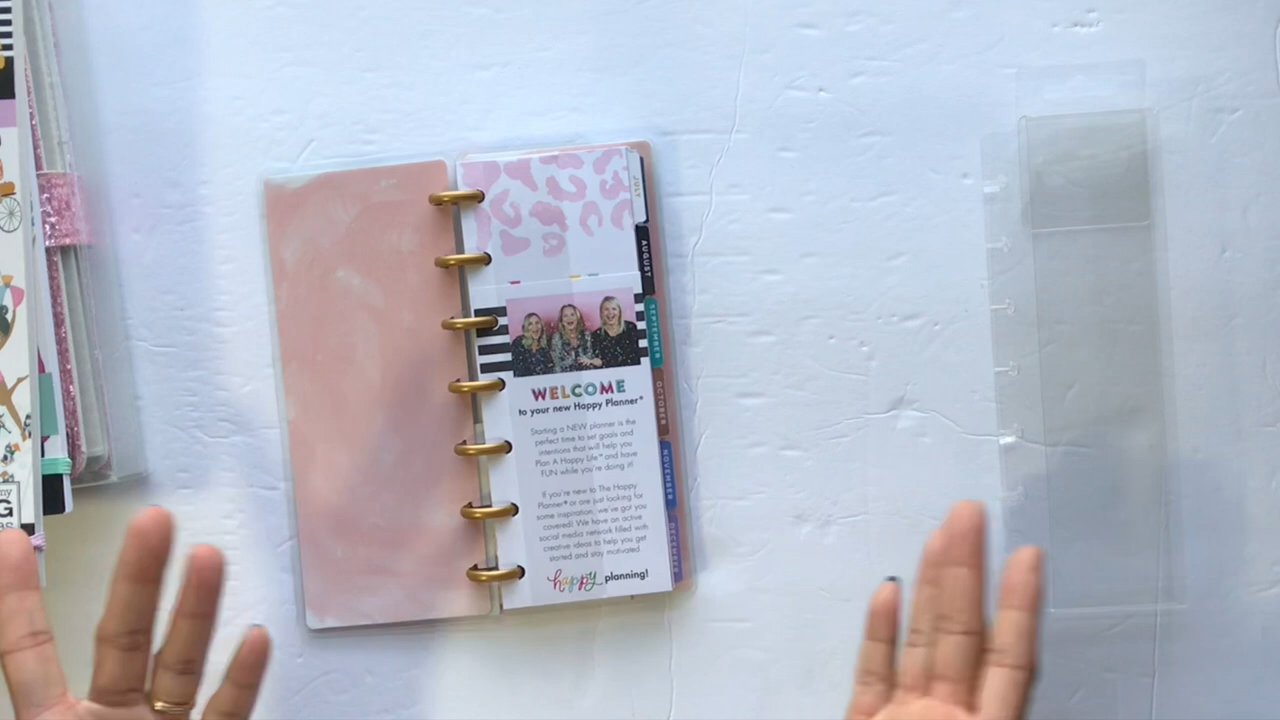 JULY
AUGUST
SEPTEMBER
OCTOBER
NOVEMBER
DECEMBER
WELCOME
to your new Happy Planner®
Starting a NEW planner is the
perfect time to set goals and
intentions that will help you
Plan A Happy Life™ and have
FUN while you're doing it!
If you're new to The Happy
Planner® or are just looking for
some inspiration, we've got you
covered! We have an active
social media network filled with
creative ideas to help you get
started and stay motivated.
happy planning!
my
G
as